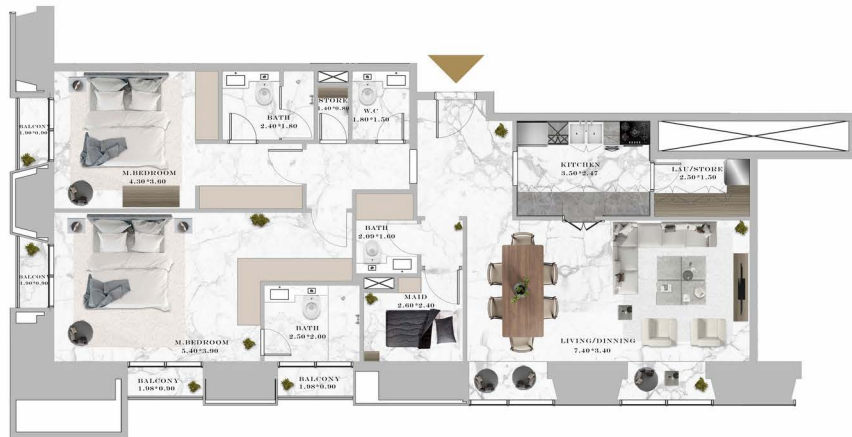 BALCONY
1.90*0.90
M.BEDROOM
4.30*3.60
BATH
2.40*1.80
STORE
1.40*0.80
W.C
1.80*1.50
KITCHEN
3.50*2.47
LAU/STORE
2.50*1.50
BALCONY
1.90*0.90
M.BEDROOM
5.40*3.90
BATH
2.09*1.60
BATH
2.50*2.00
MAID
2.60*2.40
LIVING/DINNING
7.40*3.40
BALCONY
1.98*0.90
BALCONY
1.98*0.90